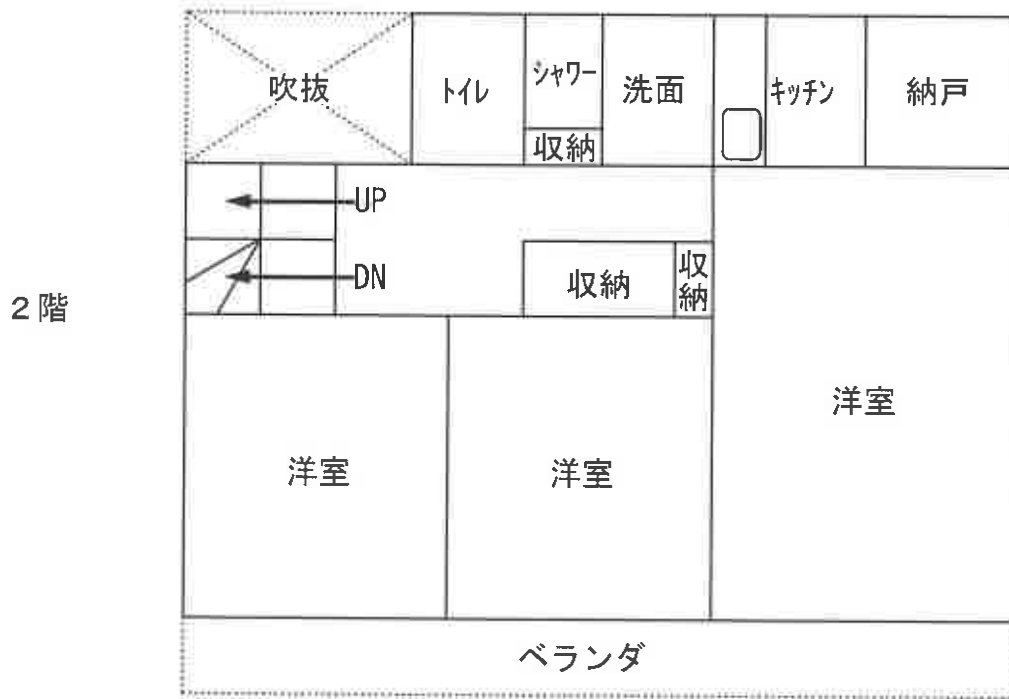 吹抜
トイレ
シャワー
収納
洗面
キッチン
納戸
UP
DN
収納
収納
2階
洋室
洋室
洋室
ベランダ